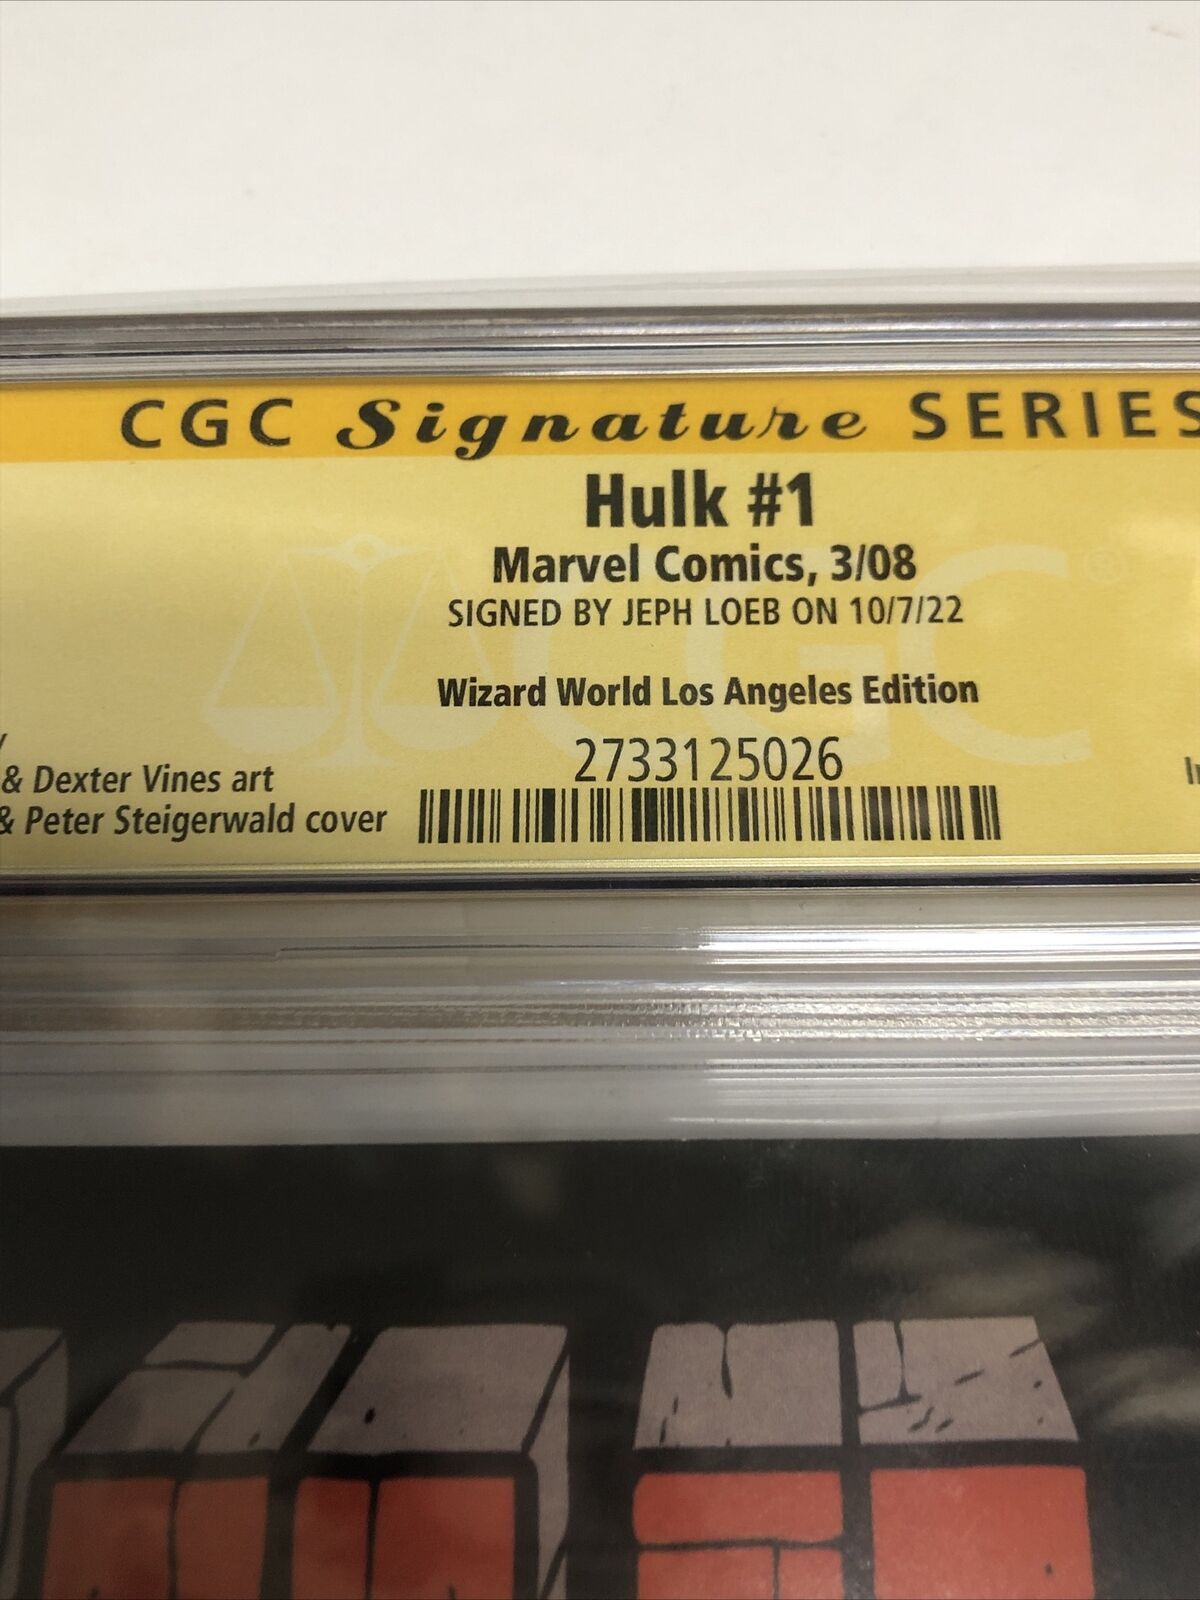 CGC Signature SERIES
Hulk #1
Marvel Comics, 3/08
SIGNED BY JEPH LOEB ON 10/7/22
Wizard World Los Angeles Edition
2733125026
& Dexter Vines art
& Peter Steigerwald cover
CGC